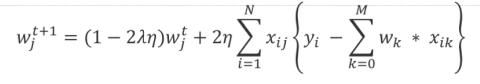 w_j^{t+1} = (1 − 2λη)w_j^t + 2η ∑_{i=1}^{N} x_{ij} { y_i − ∑_{k=0}^{M} w_k * x_{ik} }